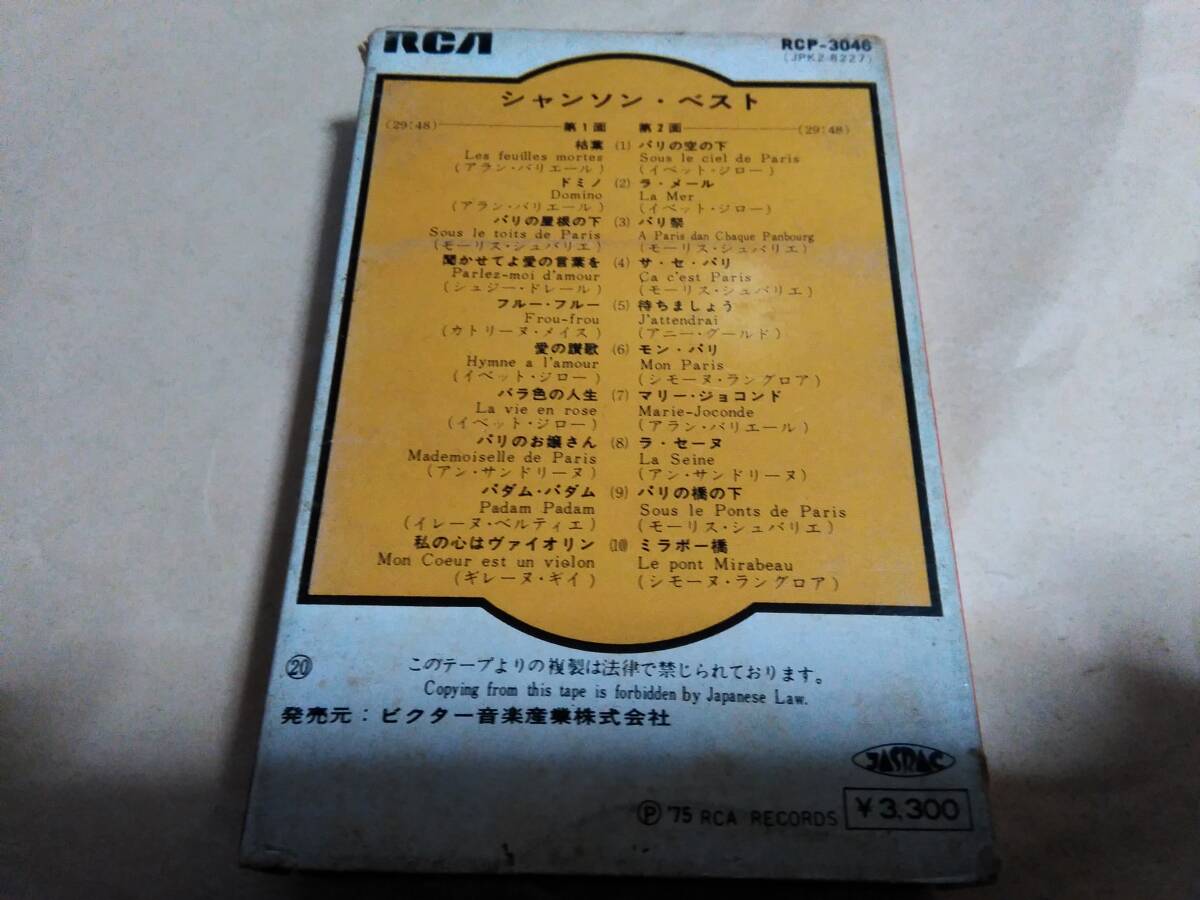 RCA
RCP-3046
(JPK2-8227)
シャンソン・ベスト
(29:48) 第1面 第2面 (29:48)
枯葉 (1) パリの空の下
Les feuilles mortes Sous le ciel de Paris
(アラン・バリエール) (イベット・ジロー)
ドミノ (2) ラ・メール
Domino La Mer
(アラン・バリエール) (イベット・ジロー)
パリの屋根の下 (3) パリ祭
Sous le toits de Paris A Paris dan Chaque Panbourg
(モーリス・シュバリエ) (モーリス・シュバリエ)
聞かせてよ愛の言葉を (4) サ・セ・パリ
Parlez-moi d'amour Ca c'est Paris
(シュジー・ドレール) (モーリス・シュバリエ)
フルー・フルー (5) 待ちましょう
Frou-frou J'attendrai
(カトリーヌ・メイス) (アニー・グールド)
愛の讃歌 (6) モン・パリ
Hymne a l'amour Mon Paris
(イベット・ジロー) (シモーヌ・ラングロア)
バラ色の人生 (7) マリー・ジョコンド
La vie en rose Marie-Joconde
(イベット・ジロー) (アラン・バリエール)
パリのお嬢さん (8) ラ・セーヌ
Mademoiselle de Paris La Seine
(アン・サンドリーヌ) (アン・サンドリーヌ)
パダム・パダム (9) パリの橋の下
Padam Padam Sous le Ponts de Paris
(イレーヌ・ベルティエ) (モーリス・シュバリエ)
私の心はヴァイオリン (10) ミラボー橋
Mon Coeur est un violon Le pont Mirabeau
(ギレーヌ・ギイ) (シモーヌ・ラングロア)
⑳ このテープよりの複製は法律で禁じられております。
Copying from this tape is forbidden by Japanese Law.
発売元：ビクター音楽産業株式会社
JASRAC
Ⓟ '75 RCA RECORDS ¥3,300